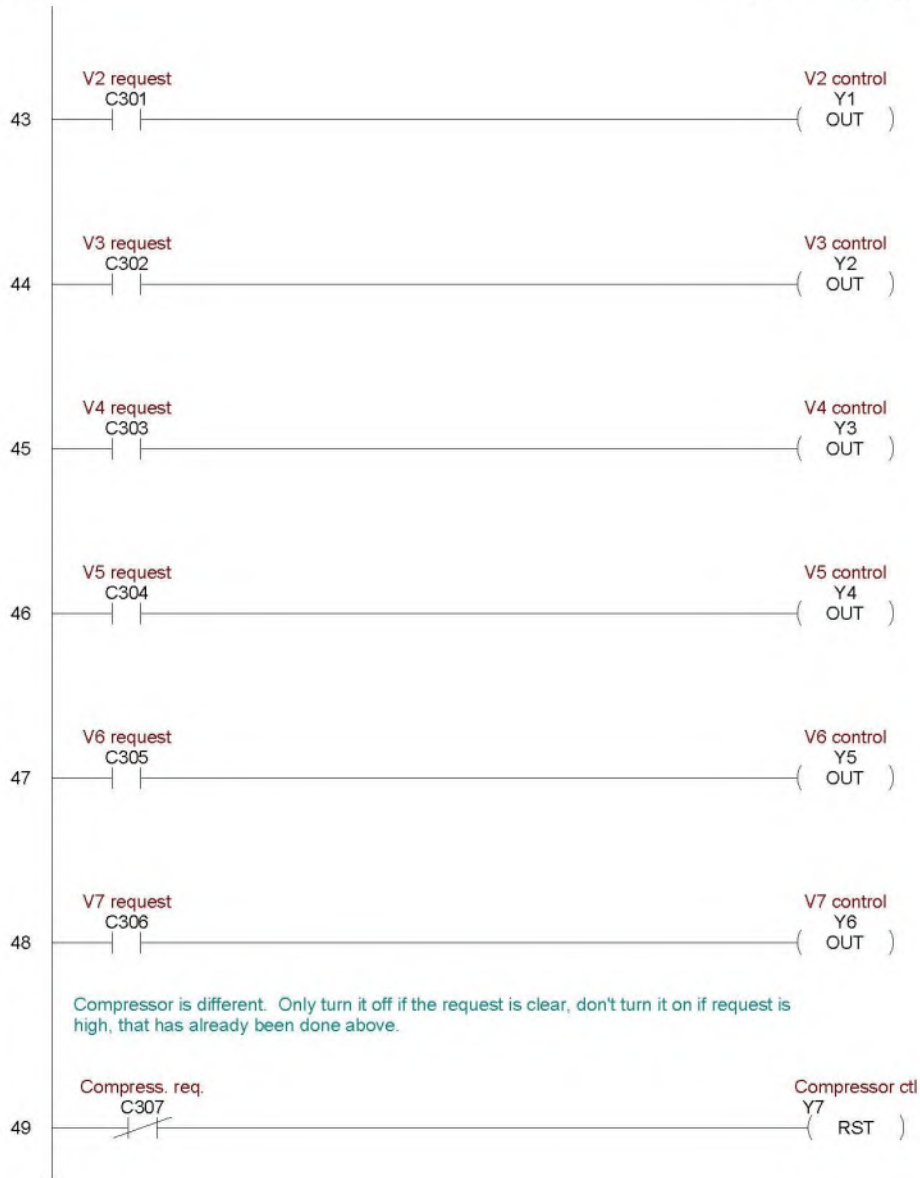 V2 request V2 control
C301 Y1
43 ( OUT )
V3 request V3 control
C302 Y2
44 ( OUT )
V4 request V4 control
C303 Y3
45 ( OUT )
V5 request V5 control
C304 Y4
46 ( OUT )
V6 request V6 control
C305 Y5
47 ( OUT )
V7 request V7 control
C306 Y6
48 ( OUT )
Compressor is different. Only turn it off if the request is clear, don't turn it on if request is
high, that has already been done above.
Compress. req. Compressor ctl
C307 Y7
49 ( RST )